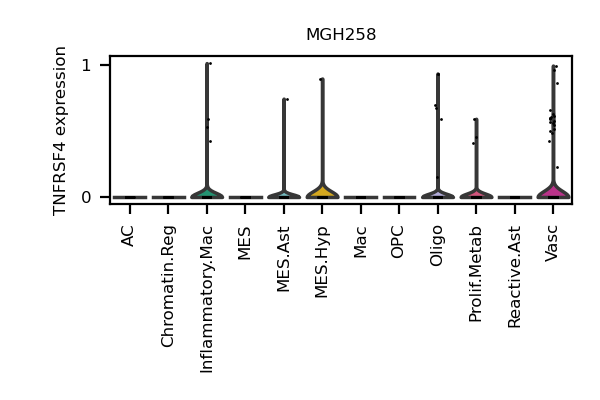 MGH258
TNFRSF4 expression
1
0
AC
Chromatin.Reg
Inflammatory.Mac
MES
MES.Ast
MES.Hyp
Mac
OPC
Oligo
Prolif.Metab
Reactive.Ast
Vasc